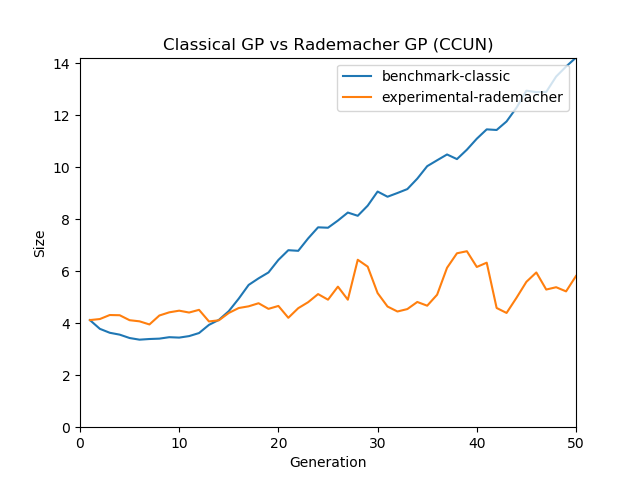 Classical GP vs Rademacher GP (CCUN)
benchmark-classic
experimental-rademacher
Size
14
12
10
8
6
4
2
0
0 10 20 30 40 50
Generation